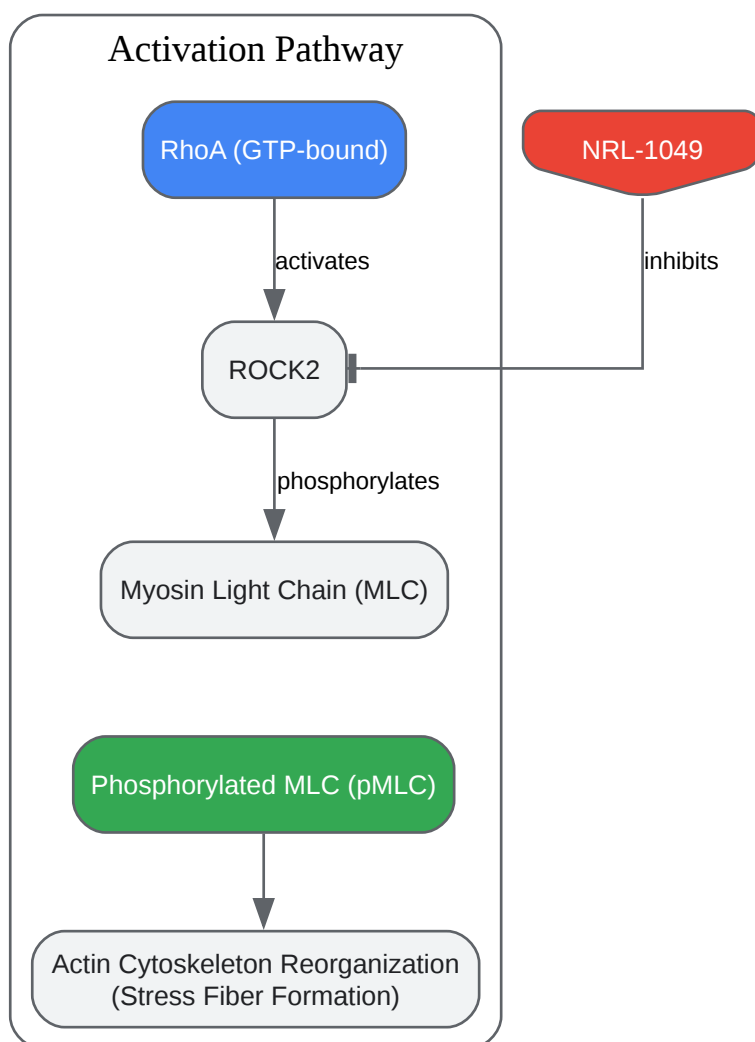 Activation Pathway
RhoA (GTP-bound)
NRL-1049
activates
inhibits
ROCK2
phosphorylates
Myosin Light Chain (MLC)
Phosphorylated MLC (pMLC)
Actin Cytoskeleton Reorganization
(Stress Fiber Formation)